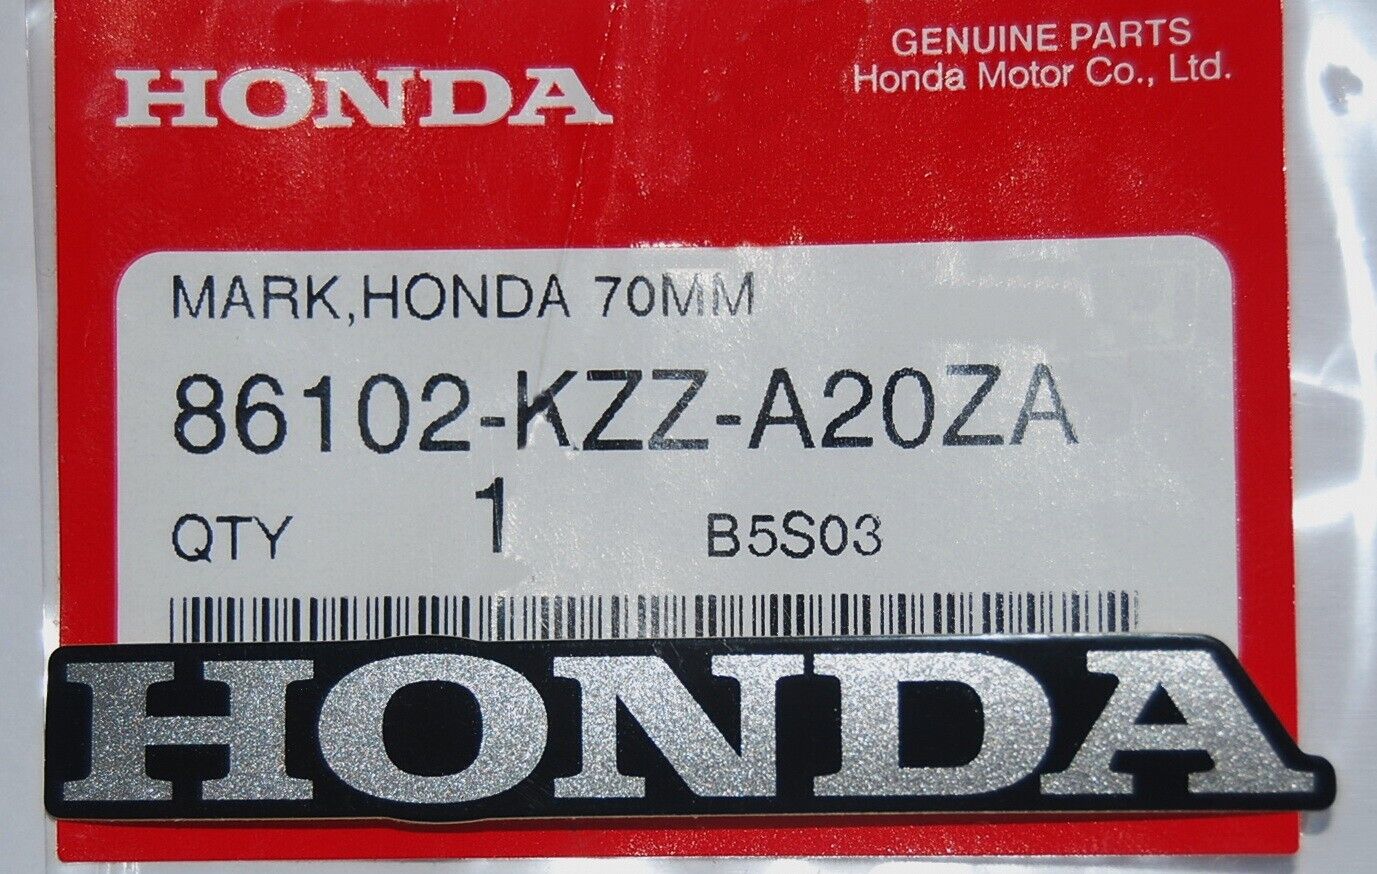 HONDA
GENUINE PARTS
Honda Motor Co., Ltd.
MARK,HONDA 70MM
86102-KZZ-A20ZA
QTY 1 B5S03
HONDA